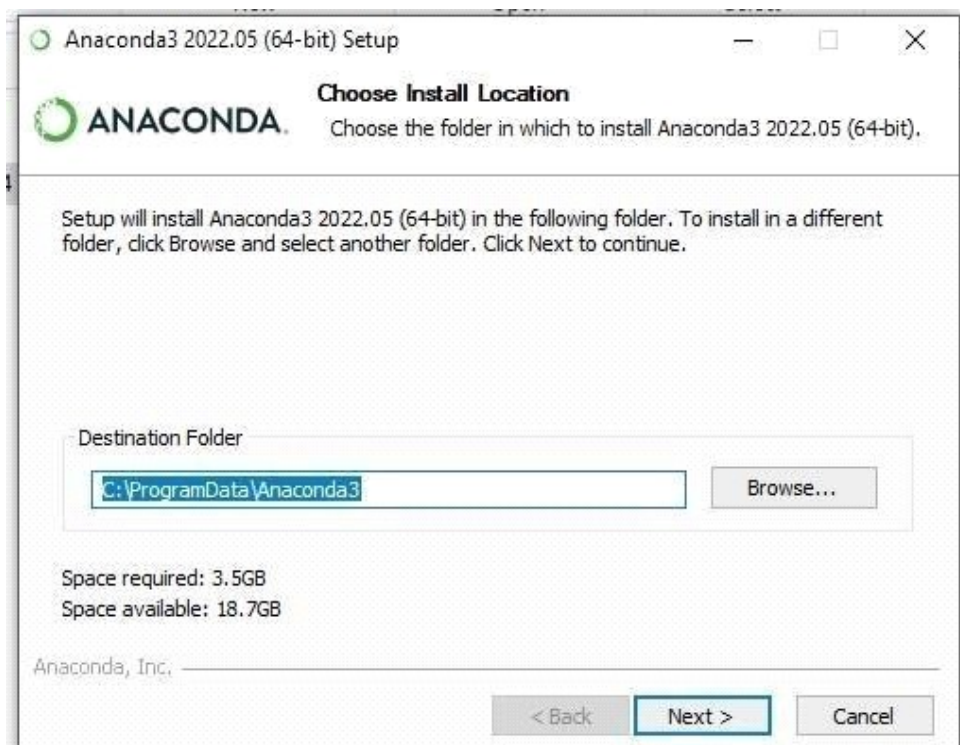 Anaconda3 2022.05 (64-bit) Setup
ANACONDA.
Choose Install Location
Choose the folder in which to install Anaconda3 2022.05 (64-bit).
Setup will install Anaconda3 2022.05 (64-bit) in the following folder. To install in a different
folder, click Browse and select another folder. Click Next to continue.
Destination Folder
C:\ProgramData\Anaconda3
Browse...
Space required: 3.5GB
Space available: 18.7GB
Anaconda, Inc.
< Back
Next >
Cancel